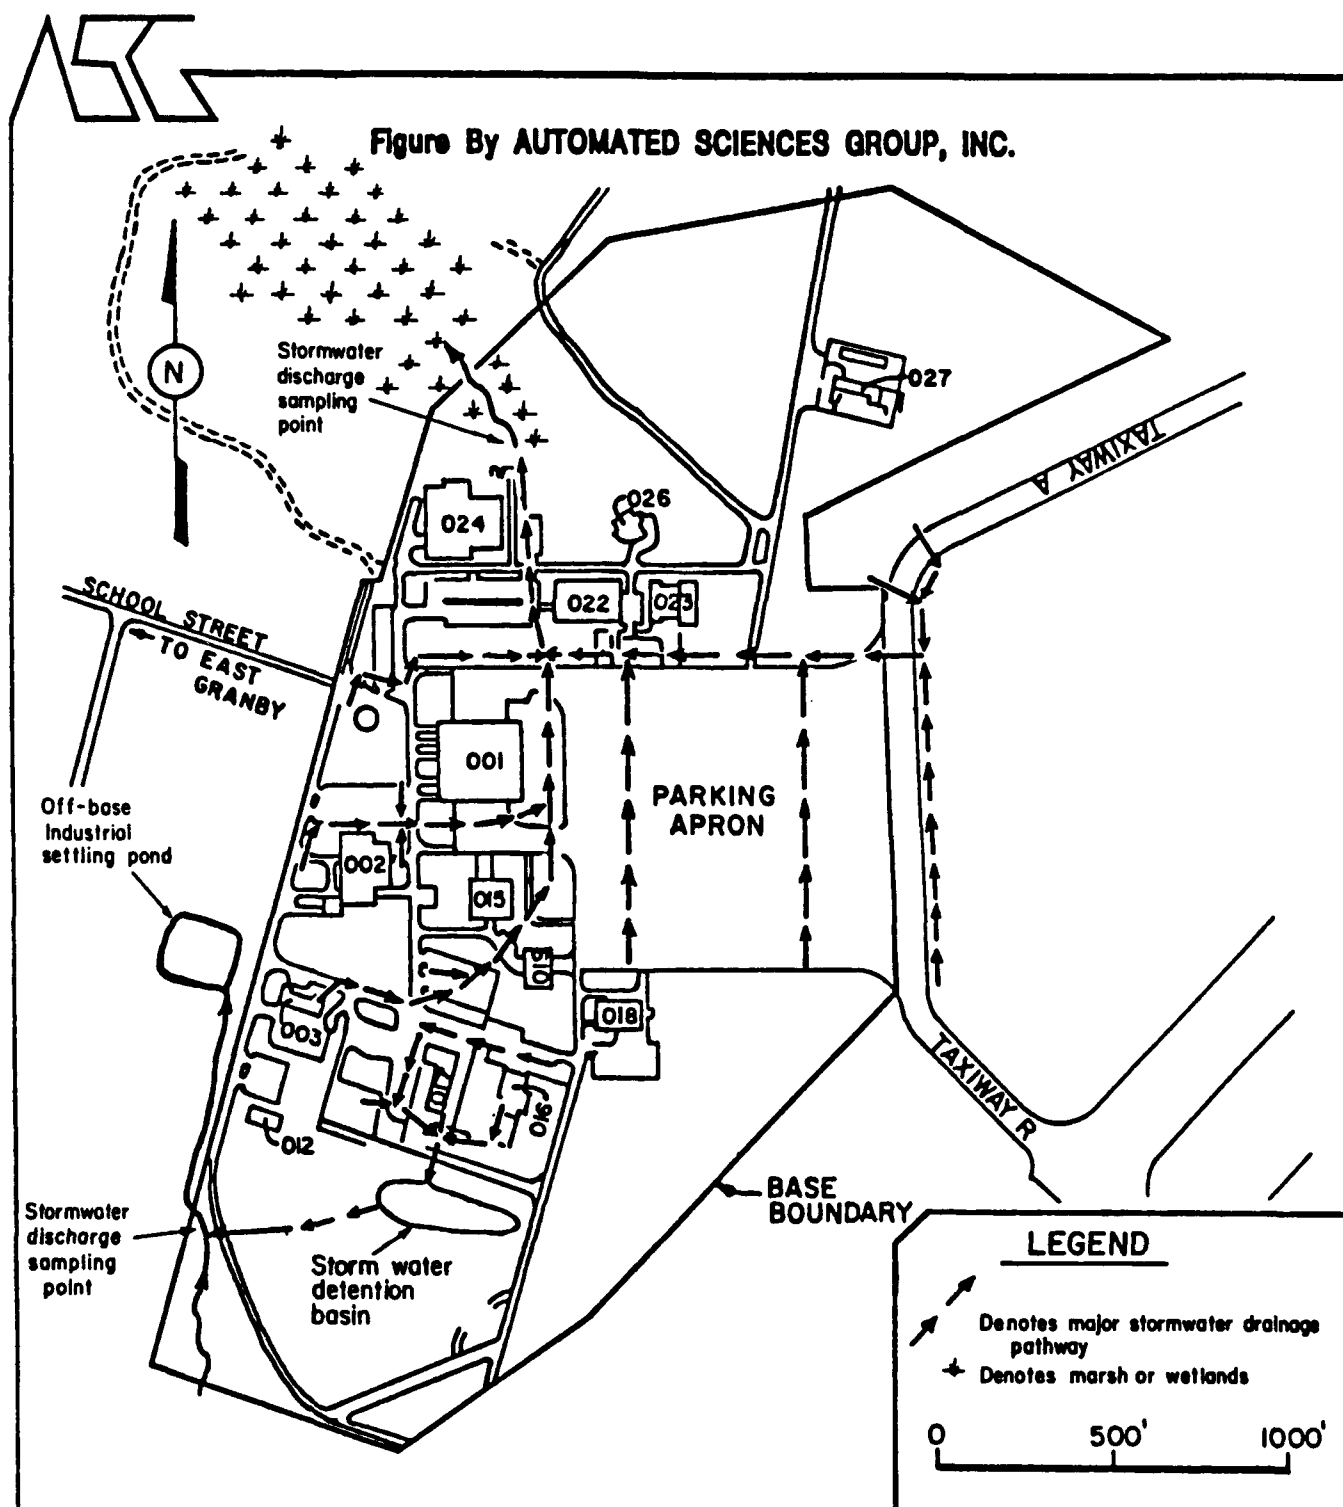 ASG
Figure By AUTOMATED SCIENCES GROUP, INC.
N
Stormwater
discharge
sampling
point
027
TAXIWAY A
024
026
022
023
SCHOOL STREET
TO EAST
GRANBY
001
PARKING
APRON
Off-base
Industrial
settling pond
002
015
019
003
018
TAXIWAY R
016
012
BASE
BOUNDARY
Stormwater
discharge
sampling
point
Storm water
detention
basin
LEGEND
Denotes major stormwater drainage
pathway
Denotes marsh or wetlands
0 500' 1000'